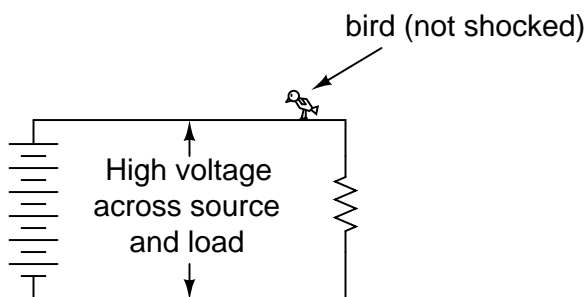 bird (not shocked)
High voltage
across source
and load